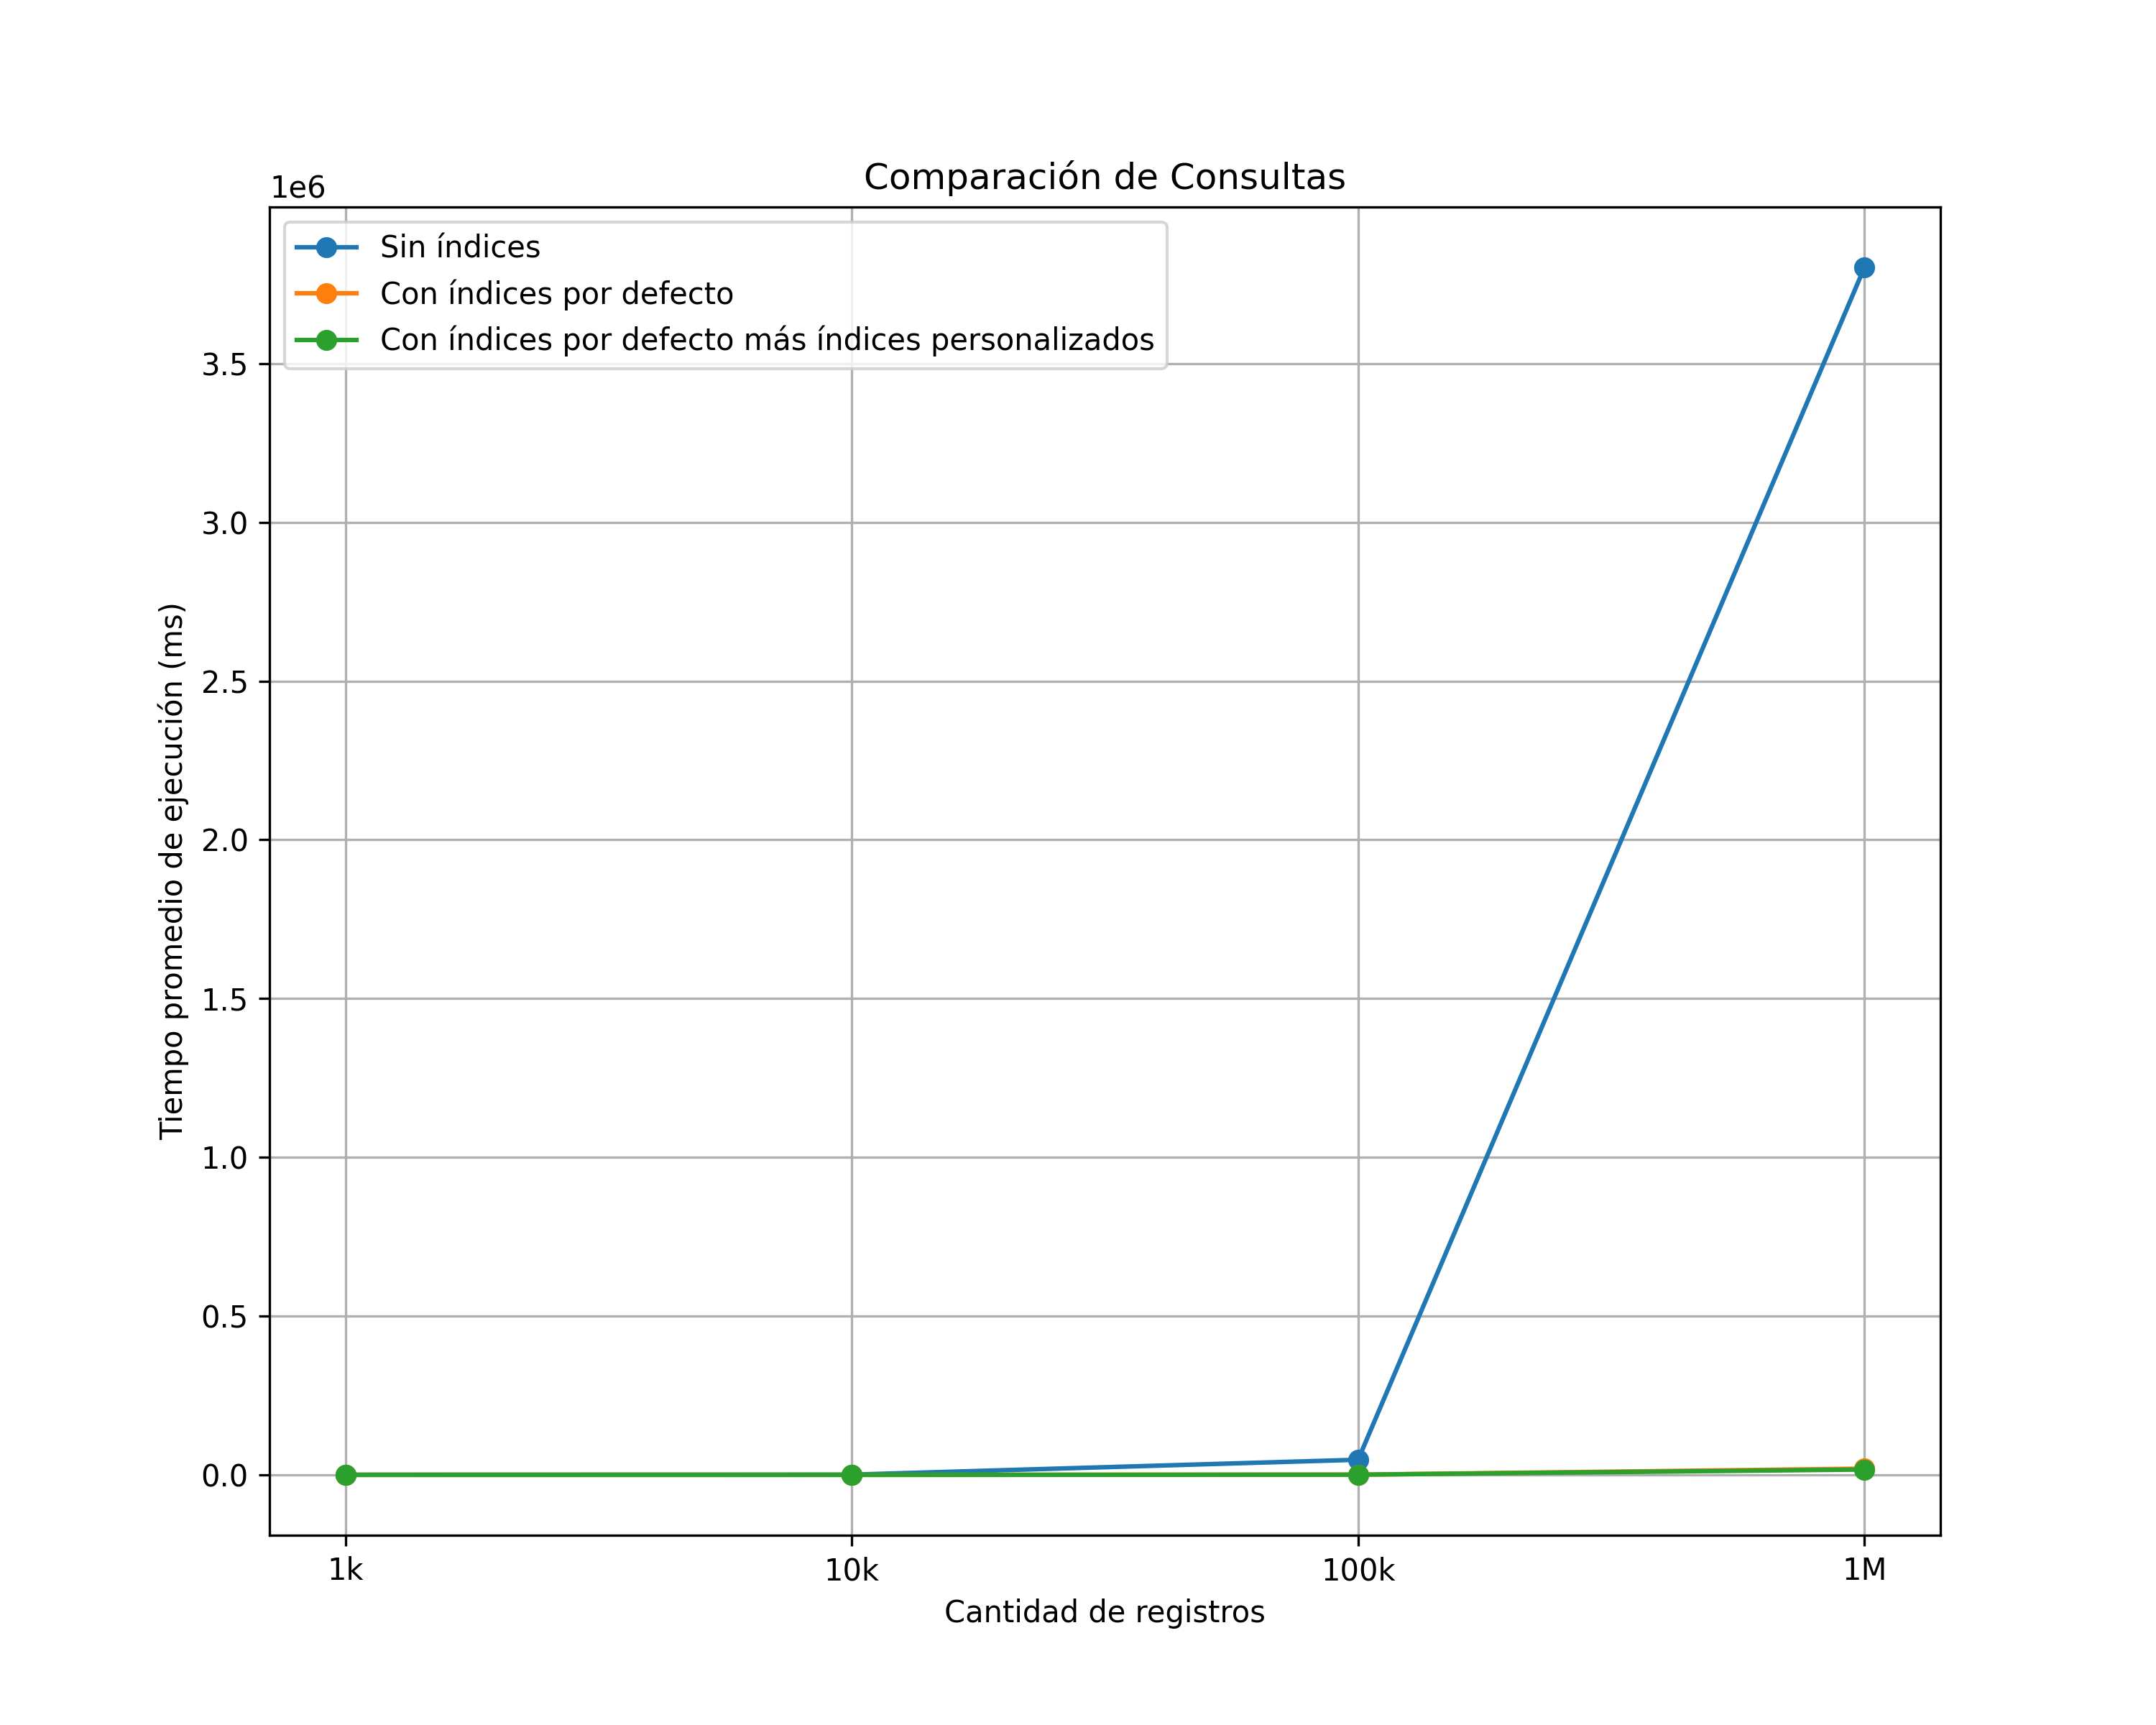 Comparación de Consultas
1e6
Sin índices
Con índices por defecto
Con índices por defecto más índices personalizados
3.5
3.0
2.5
2.0
1.5
1.0
0.5
0.0
Tiempo promedio de ejecución (ms)
1k
10k
100k
1M
Cantidad de registros